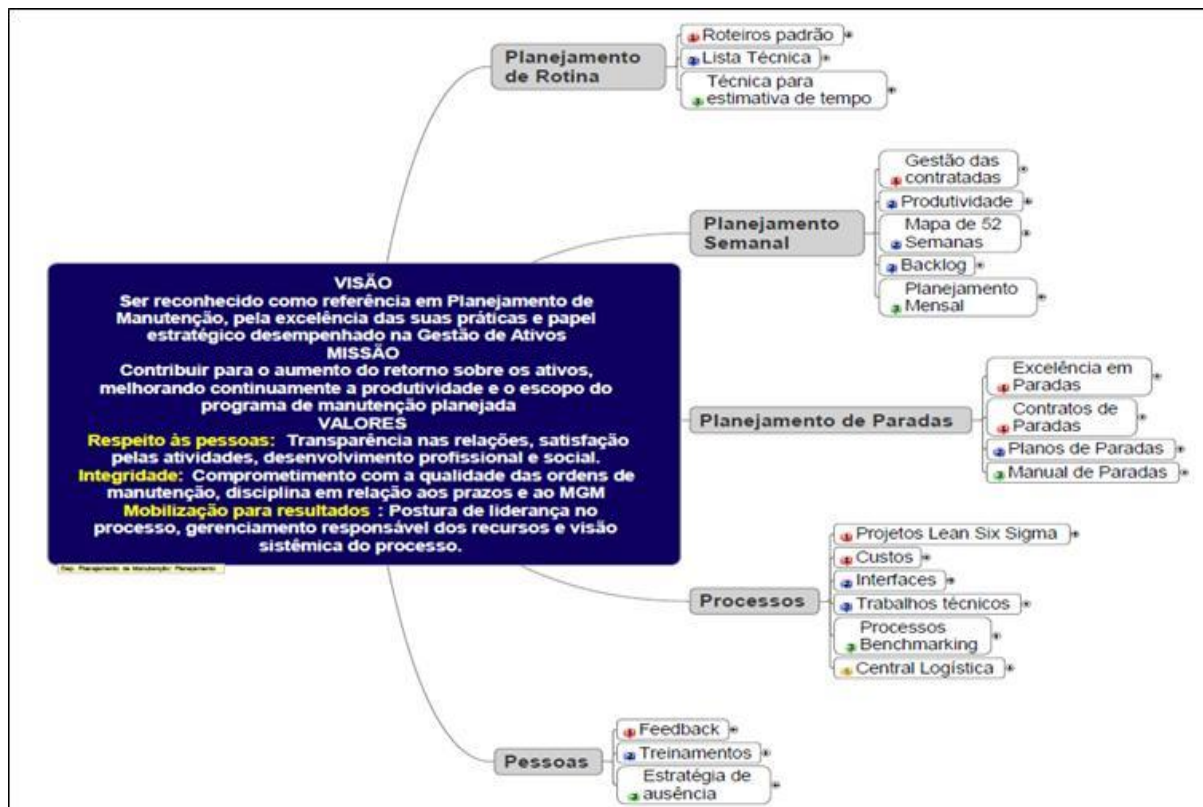 Planejamento
de Rotina
Roteiros padrão
Lista Técnica
Técnica para
estimativa de tempo
Planejamento
Semanal
Gestão das
contratadas
Produtividade
Mapa de 52
Semanas
Backlog
Planejamento
Mensal
VISÃO
Ser reconhecido como referência em Planejamento de
Manutenção, pela excelência das suas práticas e papel
estratégico desempenhado na Gestão de Ativos
MISSÃO
Contribuir para o aumento do retorno sobre os ativos,
melhorando continuamente a produtividade e o escopo do
programa de manutenção planejada
VALORES
Respeito às pessoas: Transparência nas relações, satisfação
pelas atividades, desenvolvimento profissional e social.
Integridade: Comprometimento com a qualidade das ordens de
manutenção, disciplina em relação aos prazos e ao MGM
Mobilização para resultados : Postura de liderança no
processo, gerenciamento responsável dos recursos e visão
sistêmica do processo.
Planejamento de Manutenção: Planejamento
Planejamento de Paradas
Excelência em
Paradas
Contratos de
Paradas
Planos de Paradas
Manual de Paradas
Processos
Projetos Lean Six Sigma
Custos
Interfaces
Trabalhos técnicos
Processos
Benchmarking
Central Logística
Pessoas
Feedback
Treinamentos
Estratégia de
ausência